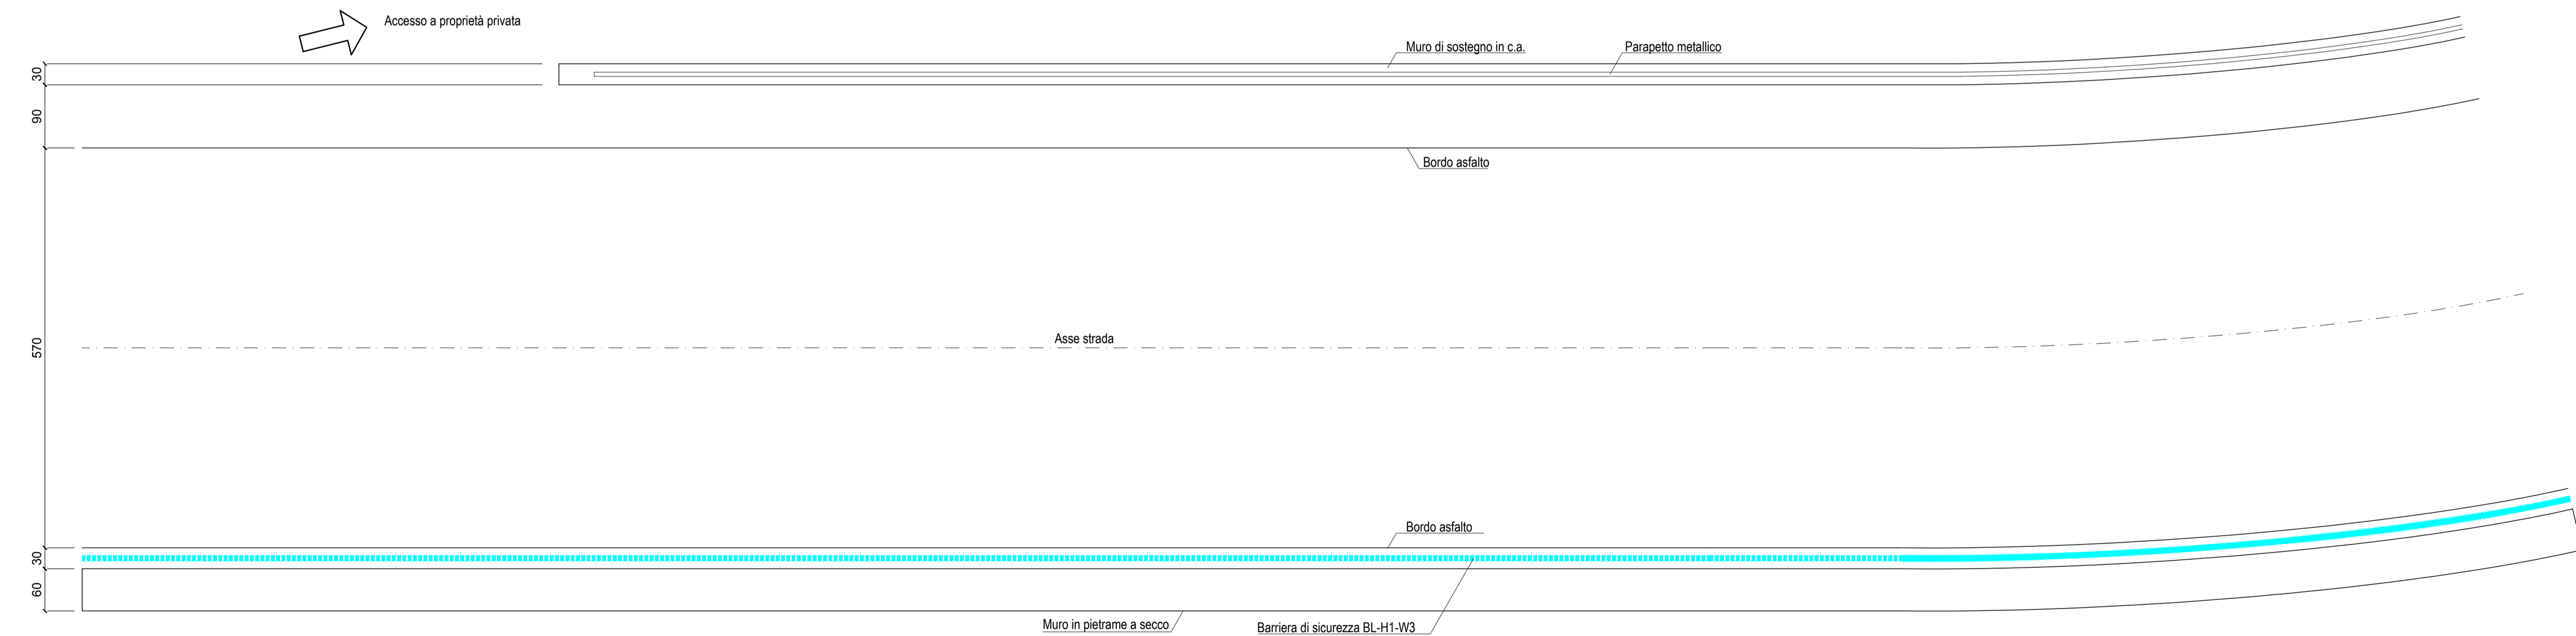 Accesso a proprietà privata
Muro di sostegno in c.a.
Parapetto metallico
30
90
Bordo asfalto
Asse strada
570
Bordo asfalto
30
60
Muro in pietrame a secco
Barriera di sicurezza BL-H1-W3